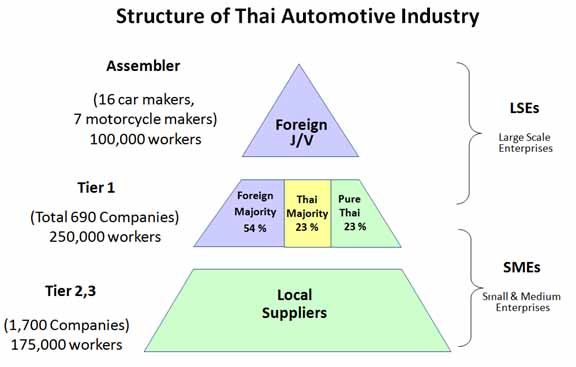 Structure of Thai Automotive Industry
Assembler
(16 car makers,
7 motorcycle makers)
100,000 workers
Foreign
J/V
LSEs
Large Scale
Enterprises
Tier 1
(Total 690 Companies)
250,000 workers
Foreign
Majority
54 %
Thai
Majority
23 %
Pure
Thai
23 %
Tier 2,3
(1,700 Companies)
175,000 workers
Local
Suppliers
SMEs
Small & Medium
Enterprises